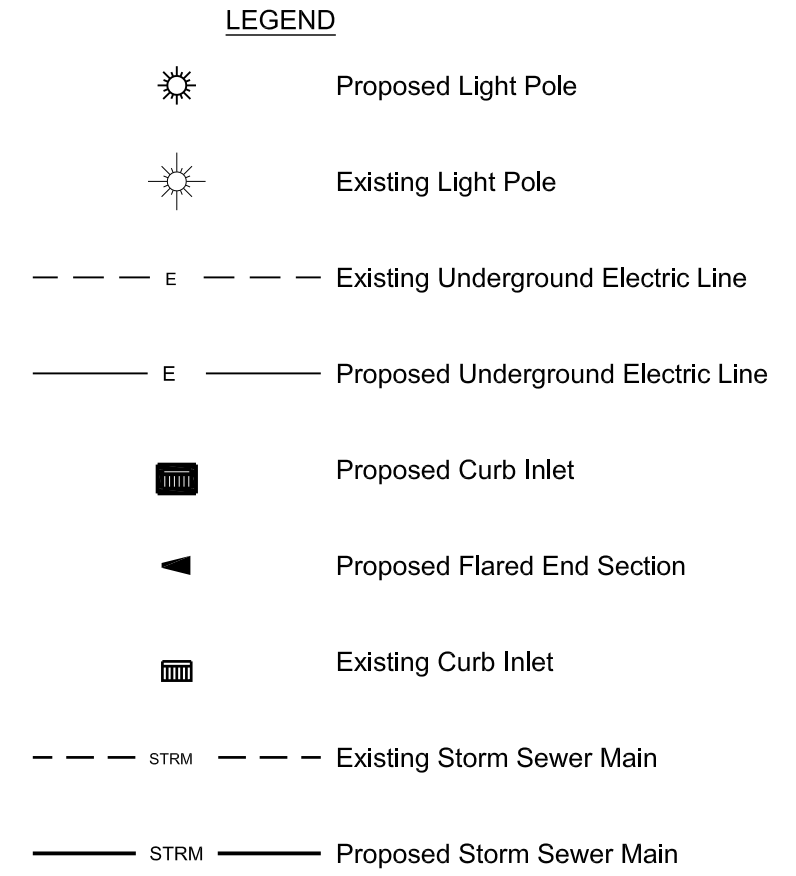 LEGEND
Proposed Light Pole
Existing Light Pole
E Existing Underground Electric Line
E Proposed Underground Electric Line
Proposed Curb Inlet
Proposed Flared End Section
Existing Curb Inlet
STRM Existing Storm Sewer Main
STRM Proposed Storm Sewer Main